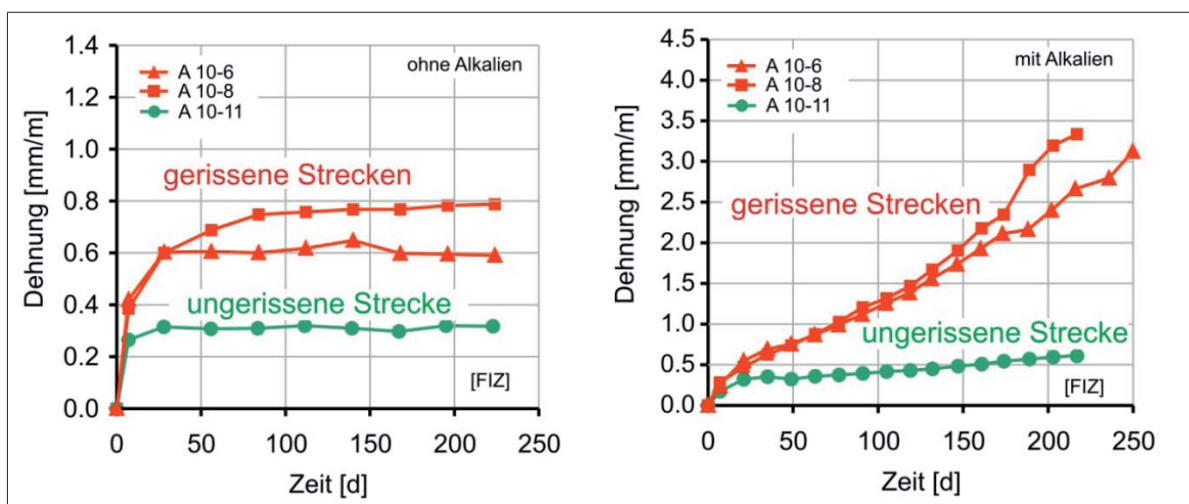 1.4
1.2
1.0
0.8
0.6
0.4
0.2
0.0
Dehnung [mm/m]
A 10-6
A 10-8
A 10-11
ohne Alkalien
gerissene Strecken
ungerissene Strecke
[FIZ]
0 50 100 150 200 250
Zeit [d]
4.5
4.0
3.5
3.0
2.5
2.0
1.5
1.0
0.5
0.0
Dehnung [mm/m]
A 10-6
A 10-8
A 10-11
mit Alkalien
gerissene Strecken
ungerissene Strecke
[FIZ]
0 50 100 150 200 250
Zeit [d]